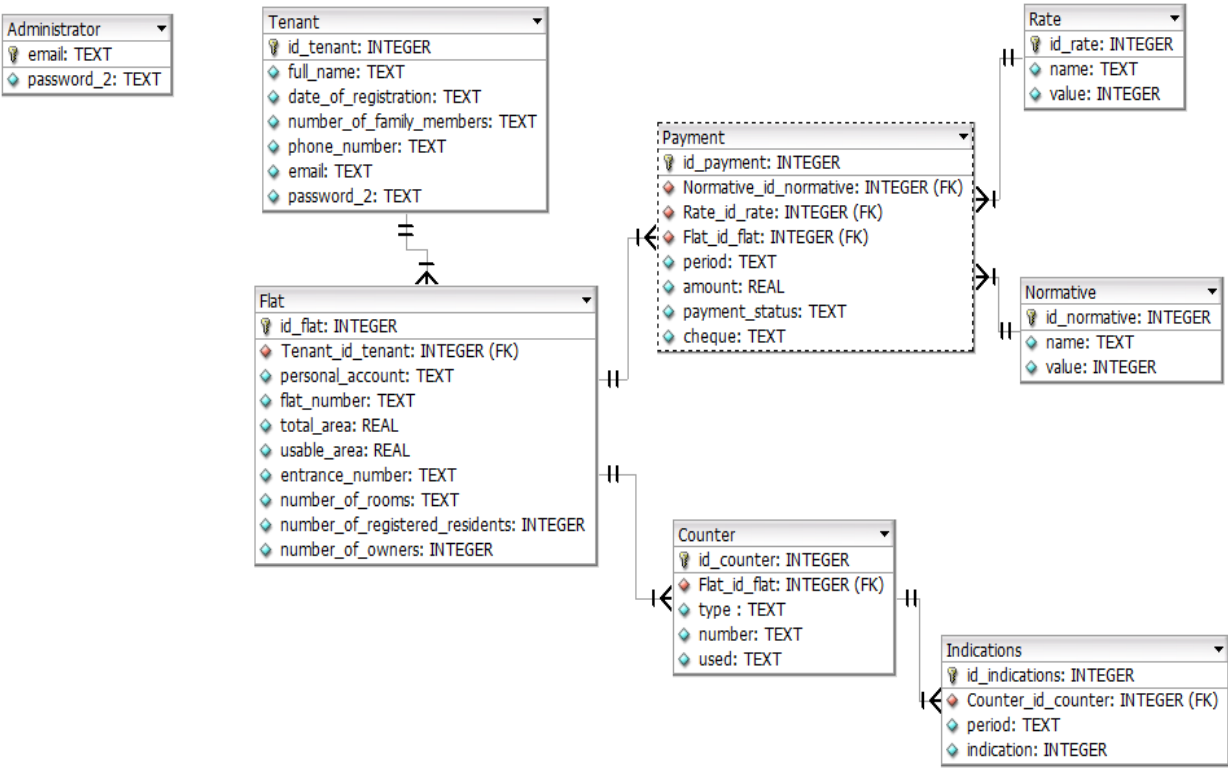 Administrator
email: TEXT
password_2: TEXT
Tenant
id_tenant: INTEGER
full_name: TEXT
date_of_registration: TEXT
number_of_family_members: TEXT
phone_number: TEXT
email: TEXT
password_2: TEXT
Rate
id_rate: INTEGER
name: TEXT
value: INTEGER
Payment
id_payment: INTEGER
Normative_id_normative: INTEGER (FK)
Rate_id_rate: INTEGER (FK)
Flat_id_flat: INTEGER (FK)
period: TEXT
amount: REAL
payment_status: TEXT
cheque: TEXT
Normative
id_normative: INTEGER
name: TEXT
value: INTEGER
Flat
id_flat: INTEGER
Tenant_id_tenant: INTEGER (FK)
personal_account: TEXT
flat_number: TEXT
total_area: REAL
usable_area: REAL
entrance_number: TEXT
number_of_rooms: TEXT
number_of_registered_residents: INTEGER
number_of_owners: INTEGER
Counter
id_counter: INTEGER
Flat_id_flat: INTEGER (FK)
type : TEXT
number: TEXT
used: TEXT
Indications
id_indications: INTEGER
Counter_id_counter: INTEGER (FK)
period: TEXT
indication: INTEGER